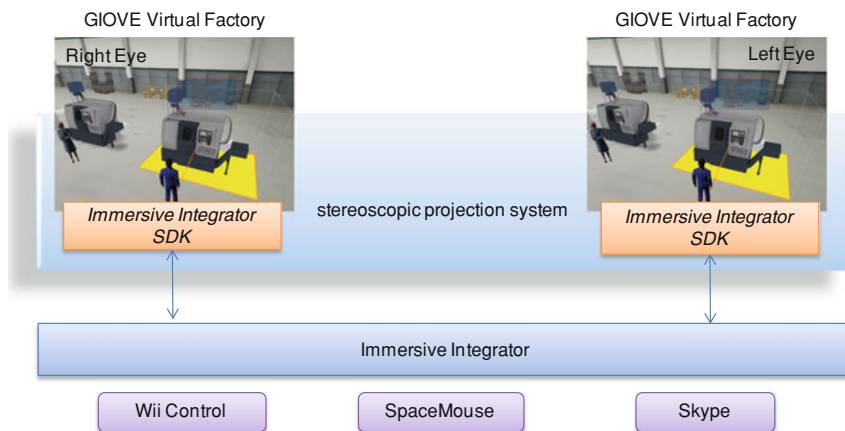 GIOVE Virtual Factory
GIOVE Virtual Factory
Right Eye
Left Eye
Immersive Integrator
SDK
stereoscopic projection system
Immersive Integrator
SDK
Immersive Integrator
Wii Control
SpaceMouse
Skype